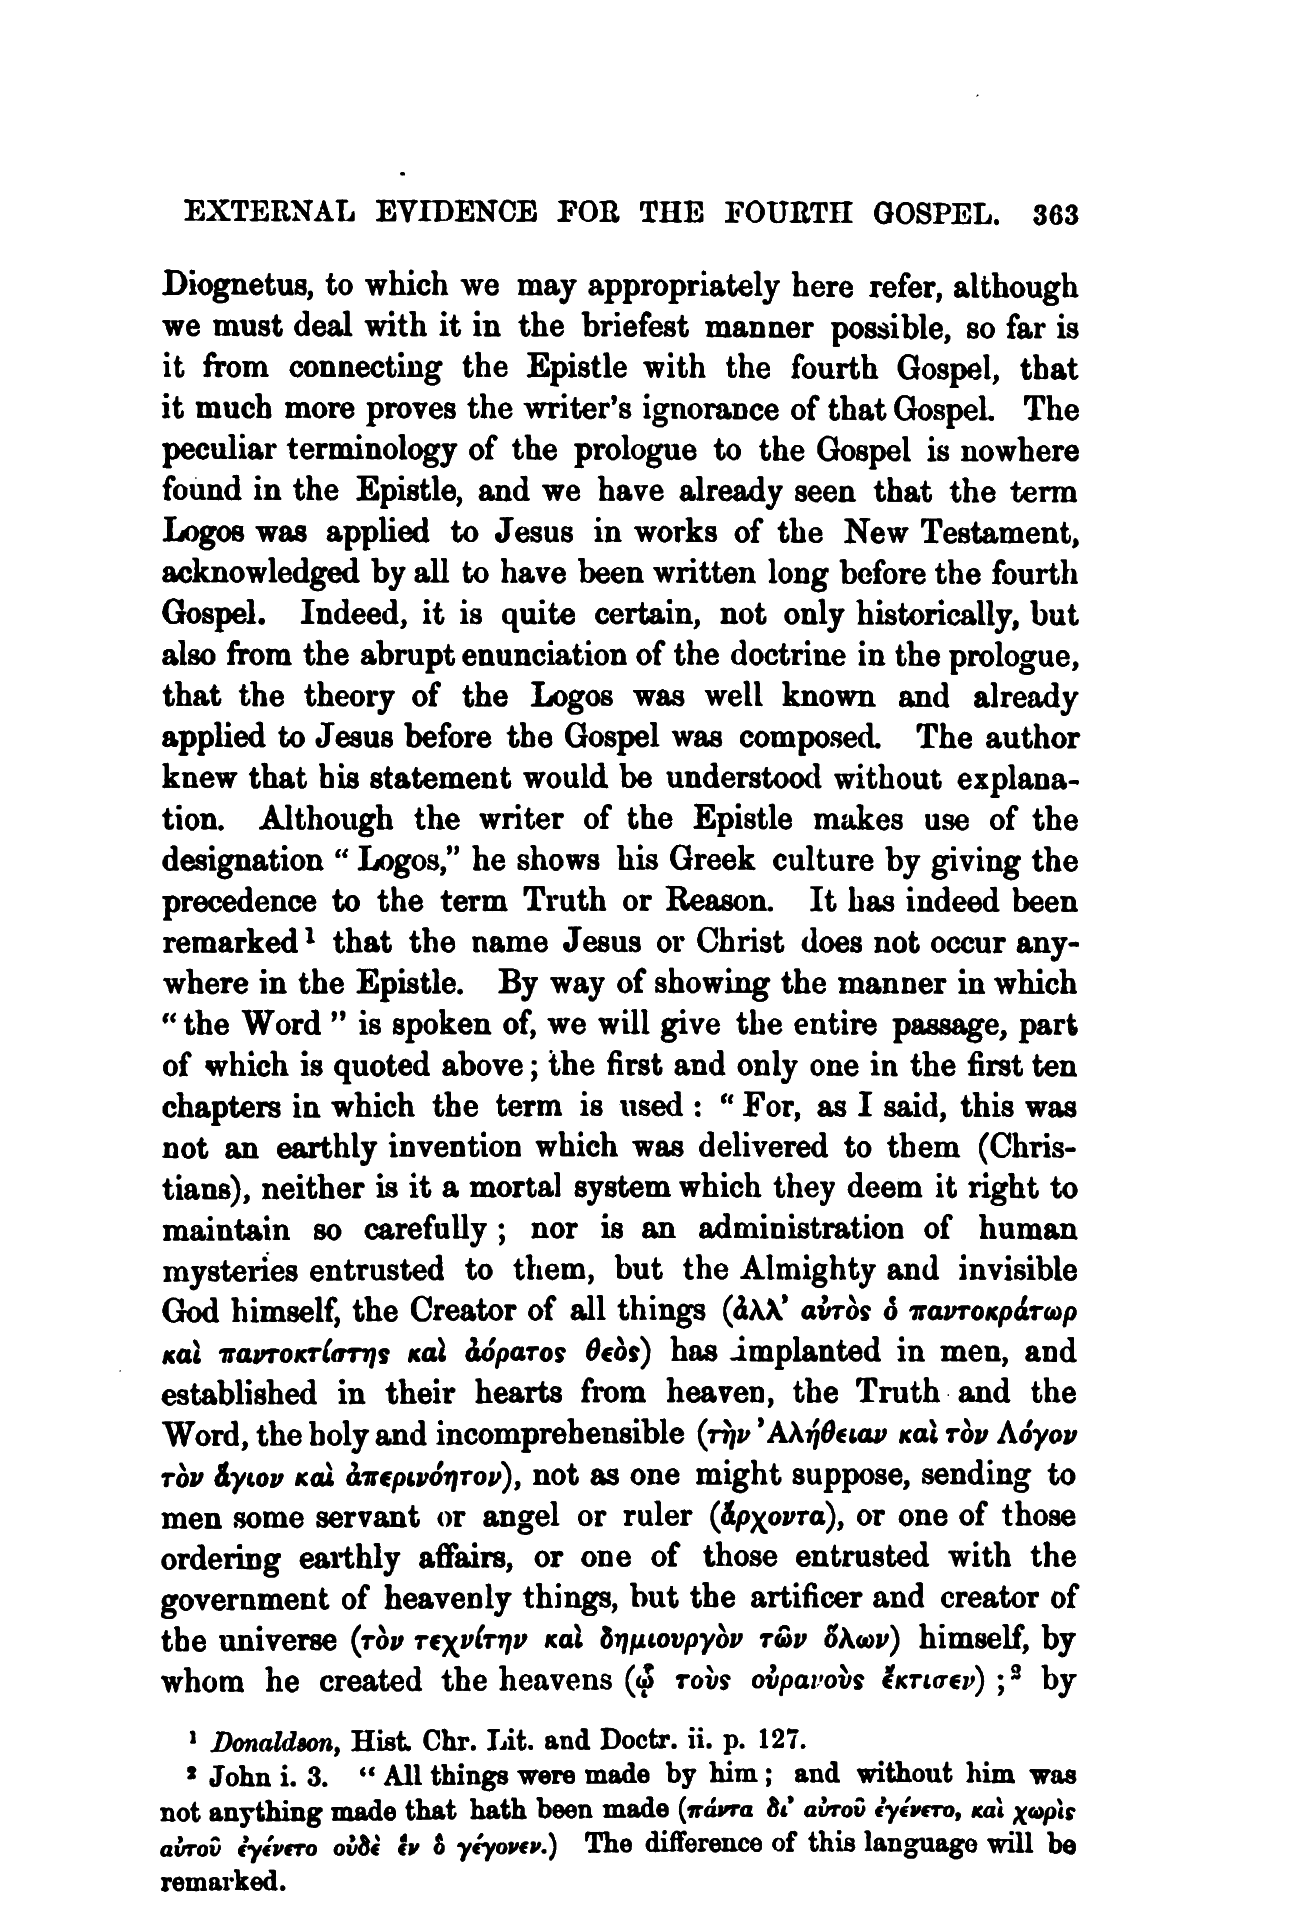 EXTERNAL EVIDENCE FOR THE FOURTH GOSPEL. 363
Diognetus, to which we may appropriately here refer, although
we must deal with it in the briefest manner possible, so far is
it from connecting the Epistle with the fourth Gospel, that
it much more proves the writer's ignorance of that Gospel. The
peculiar terminology of the prologue to the Gospel is nowhere
found in the Epistle, and we have already seen that the term
Logos was applied to Jesus in works of the New Testament,
acknowledged by all to have been written long before the fourth
Gospel. Indeed, it is quite certain, not only historically, but
also from the abrupt enunciation of the doctrine in the prologue,
that the theory of the Logos was well known and already
applied to Jesus before the Gospel was composed. The author
knew that his statement would be understood without explana-
tion. Although the writer of the Epistle makes use of the
designation “ Logos,” he shows his Greek culture by giving the
precedence to the term Truth or Reason. It has indeed been
remarked¹ that the name Jesus or Christ does not occur any-
where in the Epistle. By way of showing the manner in which
“ the Word ” is spoken of, we will give the entire passage, part
of which is quoted above ; the first and only one in the first ten
chapters in which the term is used : “ For, as I said, this was
not an earthly invention which was delivered to them (Chris-
tians), neither is it a mortal system which they deem it right to
maintain so carefully ; nor is an administration of human
mysteries entrusted to them, but the Almighty and invisible
God himself, the Creator of all things (ἀλλ’ αὐτὸς ὁ παντοκράτωρ
καὶ παντοκτίστης καὶ ἀόρατος θεὸς) has implanted in men, and
established in their hearts from heaven, the Truth and the
Word, the holy and incomprehensible (τὴν Ἀλήθειαν καὶ τὸν Λόγον
τὸν ἅγιον καὶ ἀπερινόητον), not as one might suppose, sending to
men some servant or angel or ruler (ἄρχοντα), or one of those
ordering earthly affairs, or one of those entrusted with the
government of heavenly things, but the artificer and creator of
the universe (τὸν τεχνίτην καὶ δημιουργὸν τῶν ὅλων) himself, by
whom he created the heavens (ᾧ τοὺς οὐρανοὺς ἔκτισεν) ;² by
¹ Donaldson, Hist. Chr. Lit. and Doctr. ii. p. 127.
² John i. 3. “ All things were made by him ; and without him was
not anything made that hath been made (πάντα δι’ αὐτοῦ ἐγένετο, καὶ χωρὶς
αὐτοῦ ἐγένετο οὐδὲ ἓν ὃ γέγονεν.) The difference of this language will be
remarked.